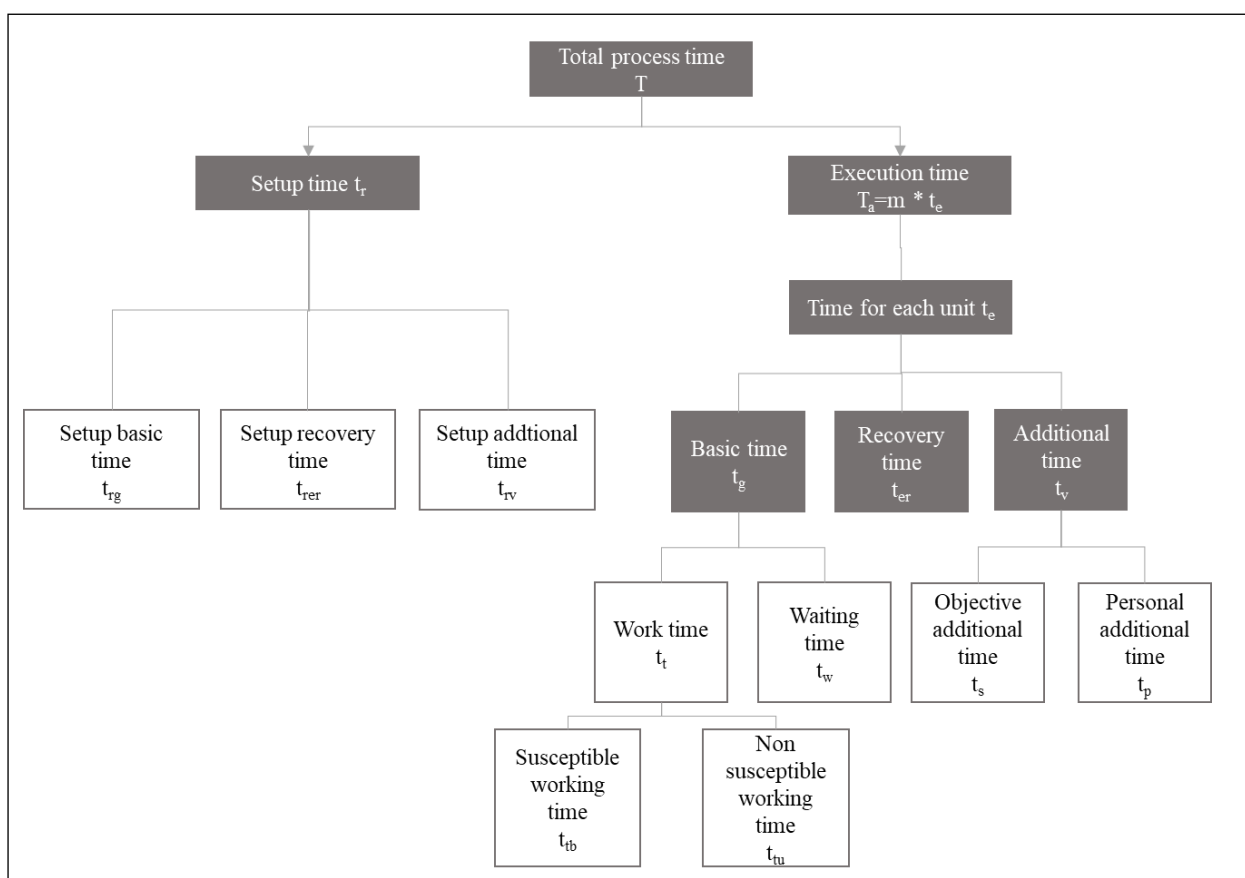 Total process time
T
Setup time tr
Execution time
Ta=m * te
Time for each unit te
Setup basic
time
trg
Setup recovery
time
trer
Setup addtional
time
trv
Basic time
tg
Recovery
time
ter
Additional
time
tv
Work time
tt
Waiting
time
tw
Objective
additional
time
ts
Personal
additional
time
tp
Susceptible
working
time
ttb
Non
susceptible
working
time
ttu